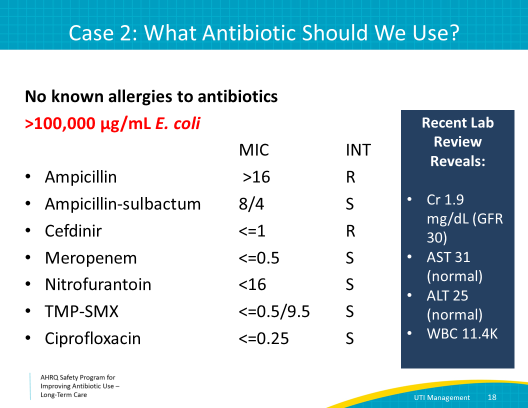 Case 2: What Antibiotic Should We Use?
No known allergies to antibiotics
>100,000 µg/mL E. coli
MIC INT
• Ampicillin >16 R
• Ampicillin-sulbactum 8/4 S
• Cefdinir <=1 R
• Meropenem <=0.5 S
• Nitrofurantoin <16 S
• TMP-SMX <=0.5/9.5 S
• Ciprofloxacin <=0.25 S
Recent Lab
Review
Reveals:
• Cr 1.9
mg/dL (GFR
30)
• AST 31
(normal)
• ALT 25
(normal)
• WBC 11.4K
AHRQ Safety Program for
Improving Antibiotic Use –
Long-Term Care
UTI Management 18